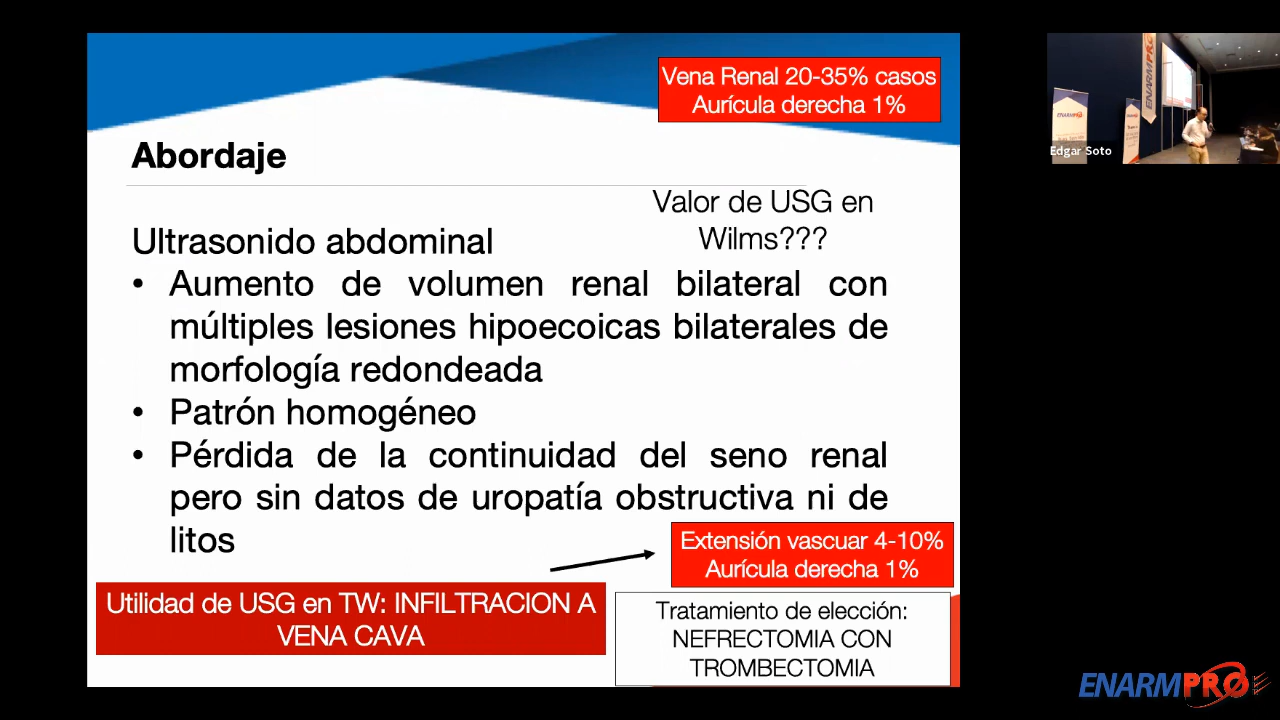 Vena Renal 20-35% casos
Aurícula derecha 1%
Abordaje
Valor de USG en
Wilms???
Ultrasonido abdominal
• Aumento de volumen renal bilateral con
múltiples lesiones hipoecoicas bilaterales de
morfología redondeada
• Patrón homogéneo
• Pérdida de la continuidad del seno renal
pero sin datos de uropatía obstructiva ni de
litos
Extensión vascuar 4-10%
Aurícula derecha 1%
Utilidad de USG en TW: INFILTRACION A
VENA CAVA
Tratamiento de elección:
NEFRECTOMIA CON
TROMBECTOMIA
ENARMPRO
ENARMPRO
Edgar Soto
ENARMPRO